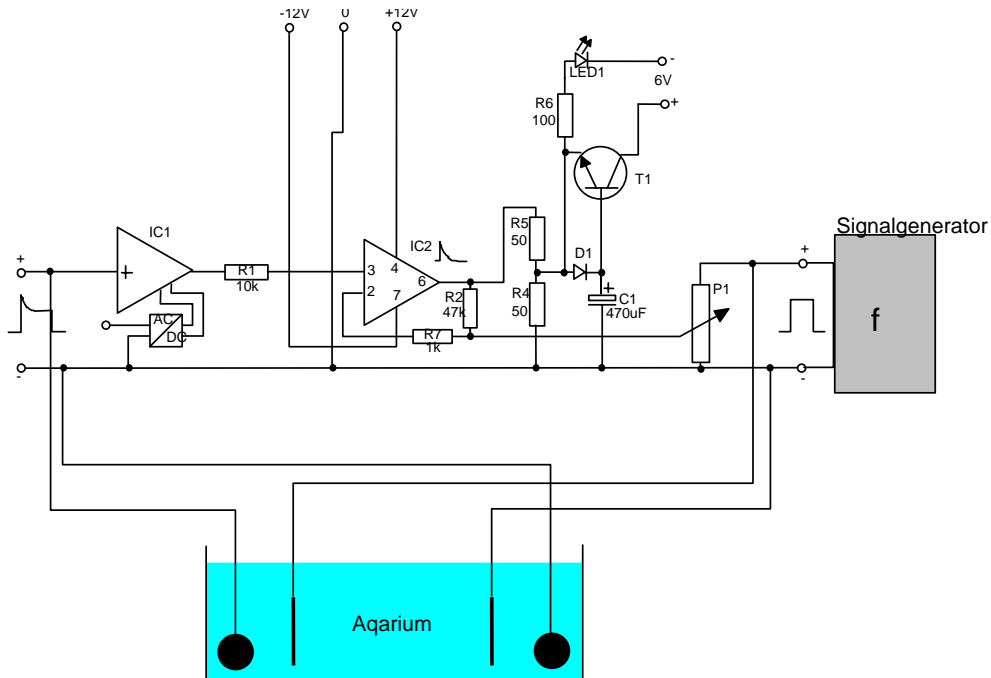 -12V 0 +12V
LED1
-
6V
+
R6
100
T1
Signalgenerator
IC1
+
+
R1
10k
IC2
3 4
6
2 7
R5
50
D1
R4
50
+
C1
470uF
R2
47k
R7
1k
P1
+
f
AC
DC
-
-
Aqarium